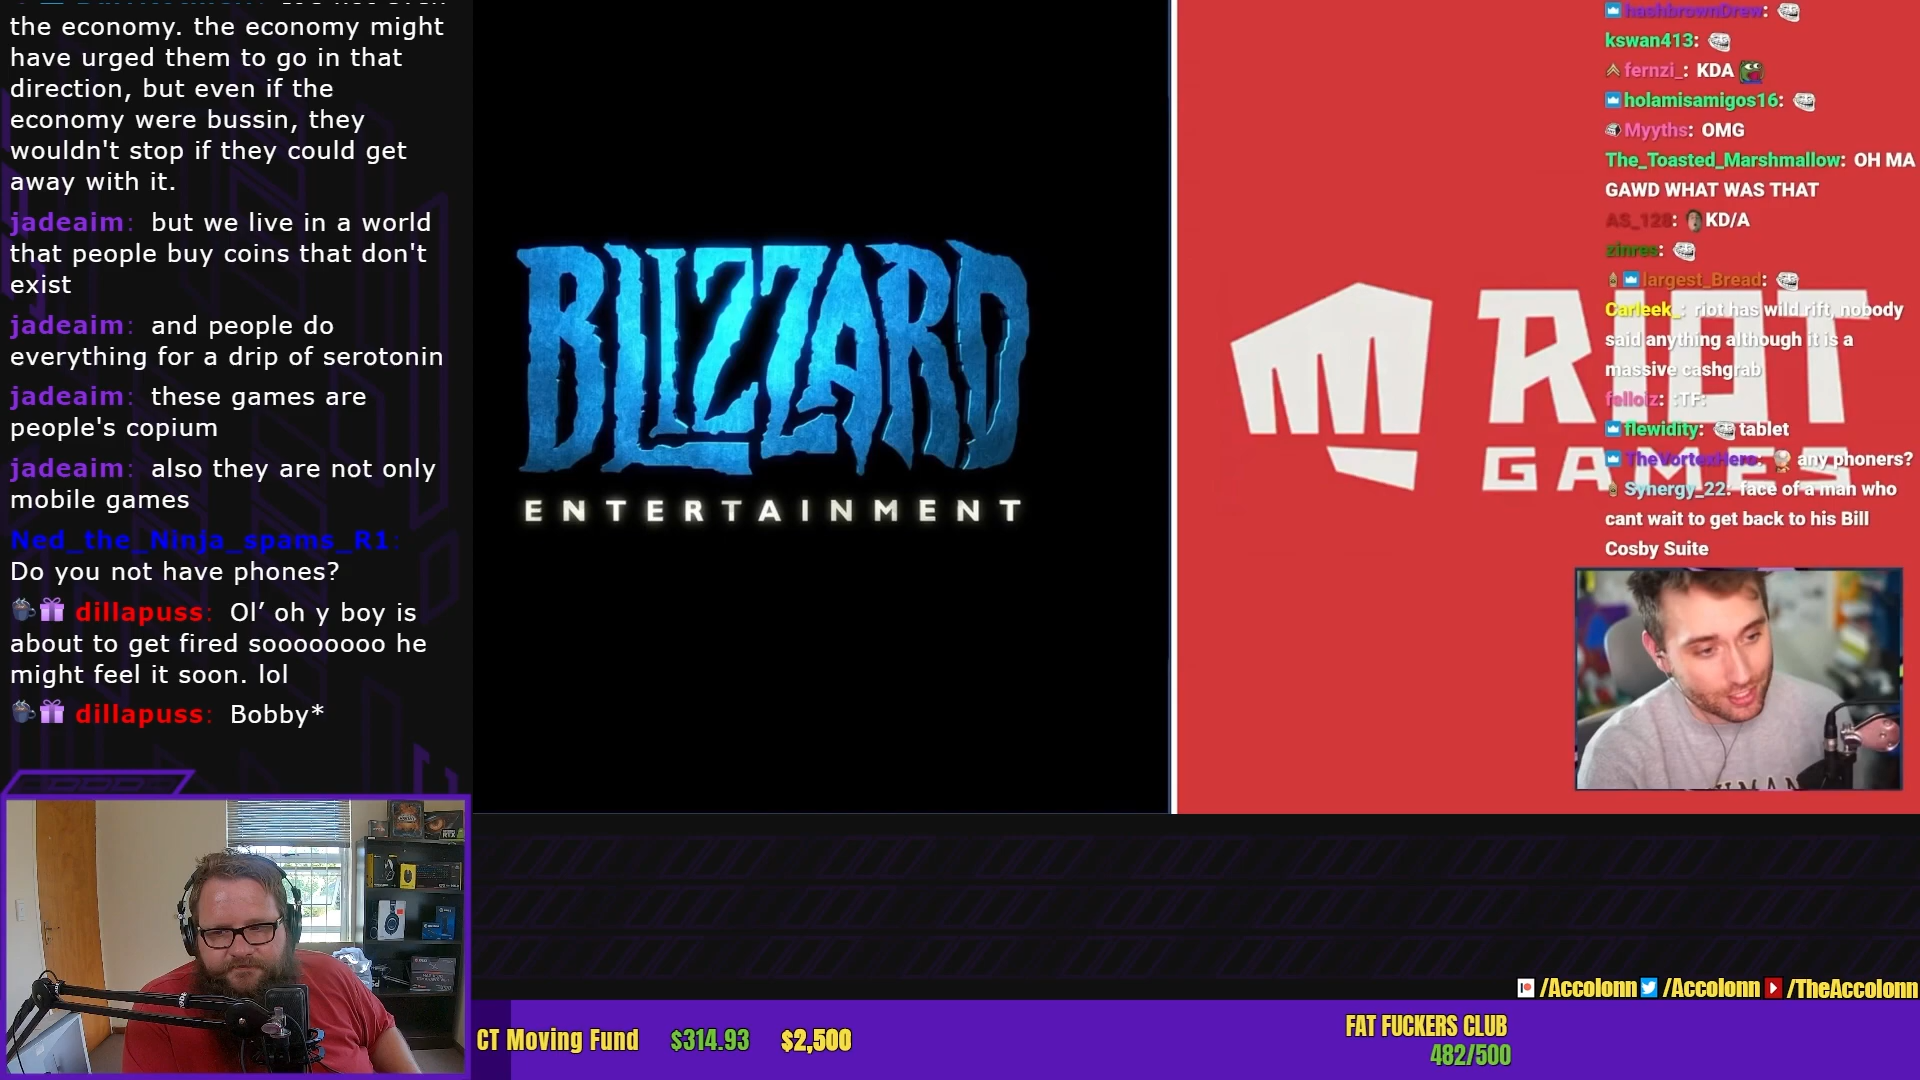 the economy. the economy might
have urged them to go in that
direction, but even if the
economy were bussin, they
wouldn't stop if they could get
away with it.
jadeaim: but we live in a world
that people buy coins that don't
exist
jadeaim: and people do
everything for a drip of serotonin
jadeaim: these games are
people's copium
jadeaim: also they are not only
mobile games
Ned_the_Ninja_spams_R1:
Do you not have phones?
dillapuss: Ol’ oh y boy is
about to get fired soooooooo he
might feel it soon. lol
dillapuss: Bobby*
BLIZZARD
ENTERTAINMENT
RIOT
GAMES
hashbrownDrew:
kswan413:
fernzi_: KDA
holamisamigos16:
Myyths: OMG
The_Toasted_Marshmallow: OH MA
GAWD WHAT WAS THAT
AS_128: KD/A
zinres:
largest_Bread:
Carleek_: riot has wild rift, nobody
said anything although it is a
massive cashgrab
felloiz: :TF:
flewidity: tablet
TheVortexHero: any phoners?
Synergy_22: face of a man who
cant wait to get back to his Bill
Cosby Suite
/Accolonn /Accolonn /TheAccolonn
CT Moving Fund $314.93 $2,500
FAT FUCKERS CLUB
482/500